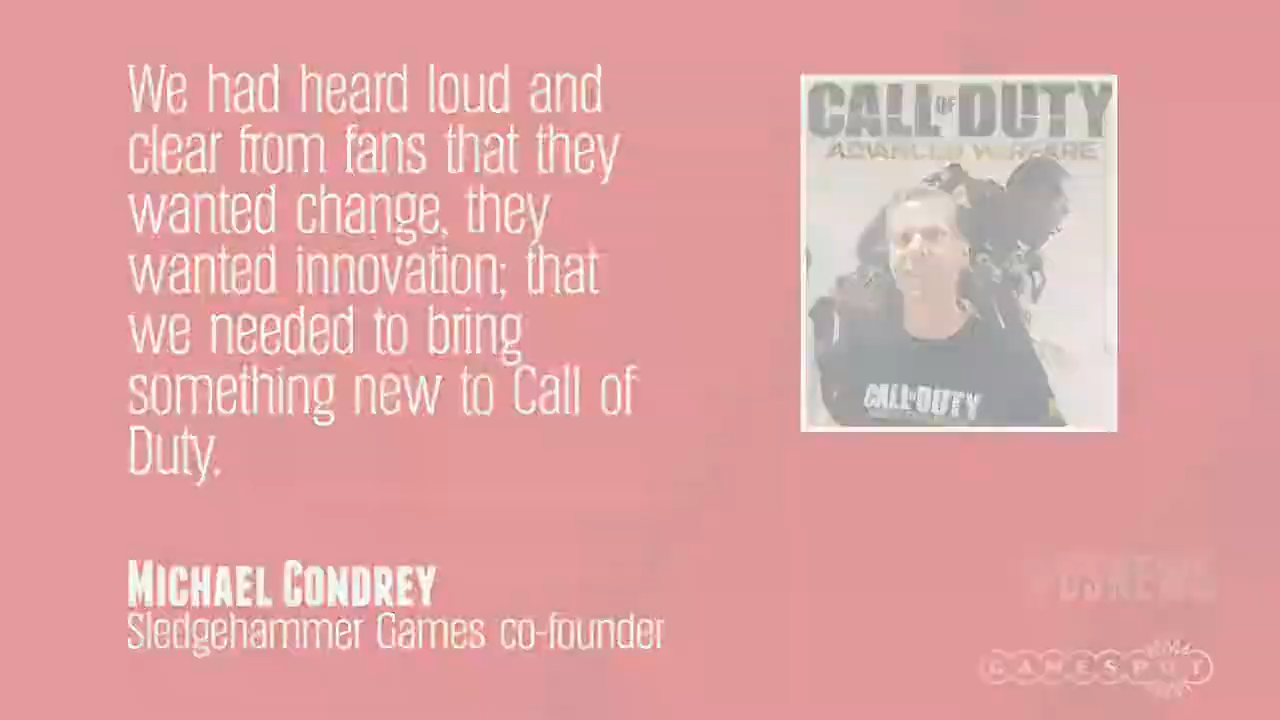 We had heard loud and
clear from fans that they
wanted change, they
wanted innovation; that
we needed to bring
something new to Call of
Duty.
MICHAEL CONDREY
Sledgehammer Games co-founder
CALL OF DUTY
ADVANCED WARFARE
CALL OF DUTY
GAMESPOT